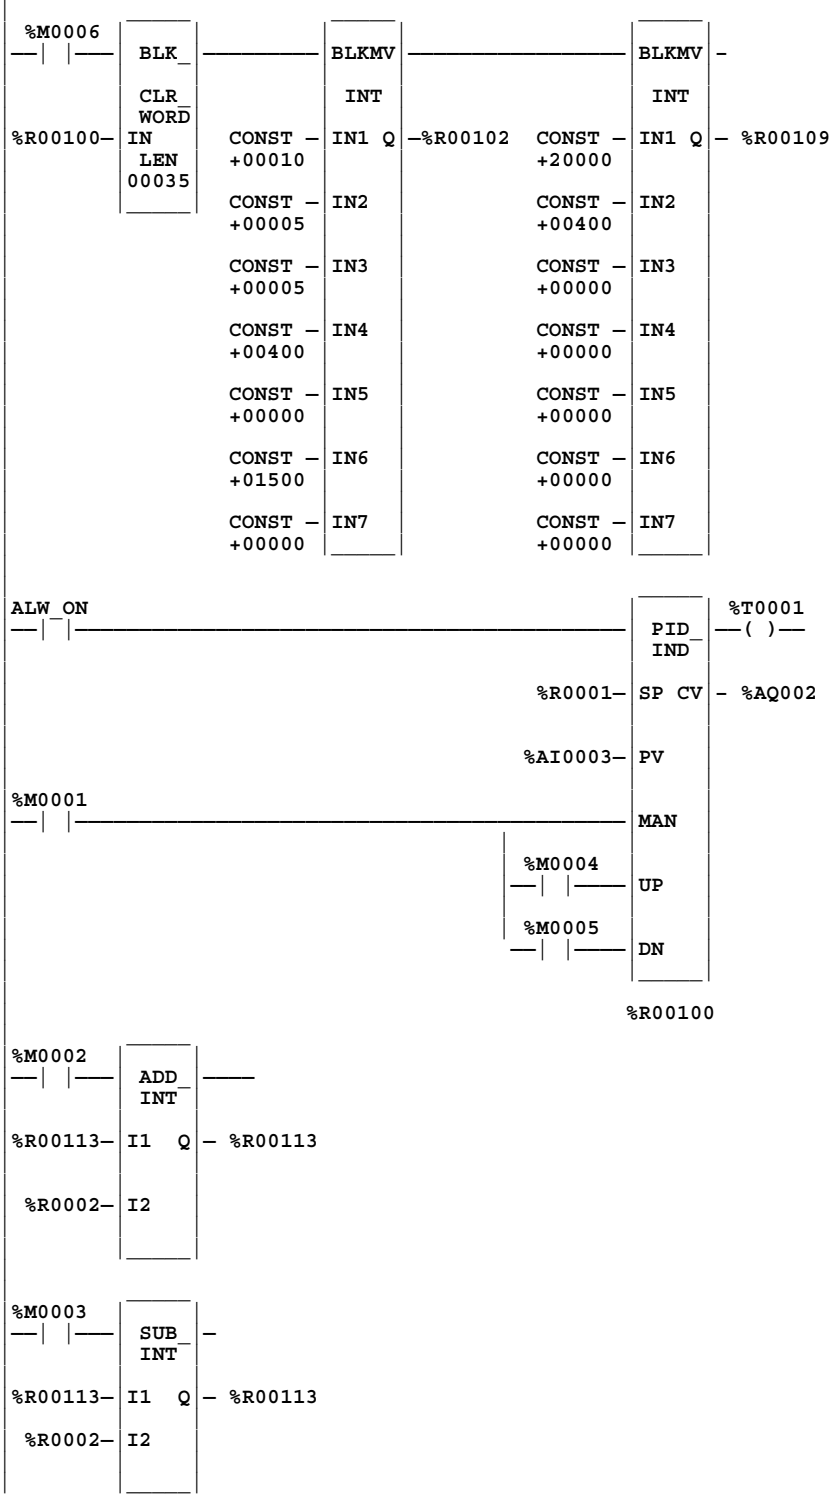 %M0006
BLK_ BLKMV BLKMV
CLR_ INT INT
WORD
%R00100 IN CONST IN1 Q %R00102 CONST IN1 Q %R00109
LEN +00010 +20000
00035
CONST IN2 CONST IN2
+00005 +00400
CONST IN3 CONST IN3
+00005 +00000
CONST IN4 CONST IN4
+00400 +00000
CONST IN5 CONST IN5
+00000 +00000
CONST IN6 CONST IN6
+01500 +00000
CONST IN7 CONST IN7
+00000 +00000
ALW_ON %T0001
PID_ ( )
IND
%R0001 SP CV %AQ002
%AI0003 PV
%M0001
MAN
%M0004
UP
%M0005
DN
%R00100
%M0002
ADD_
INT
%R00113 I1 Q %R00113
%R0002 I2
%M0003
SUB_
INT
%R00113 I1 Q %R00113
%R0002 I2